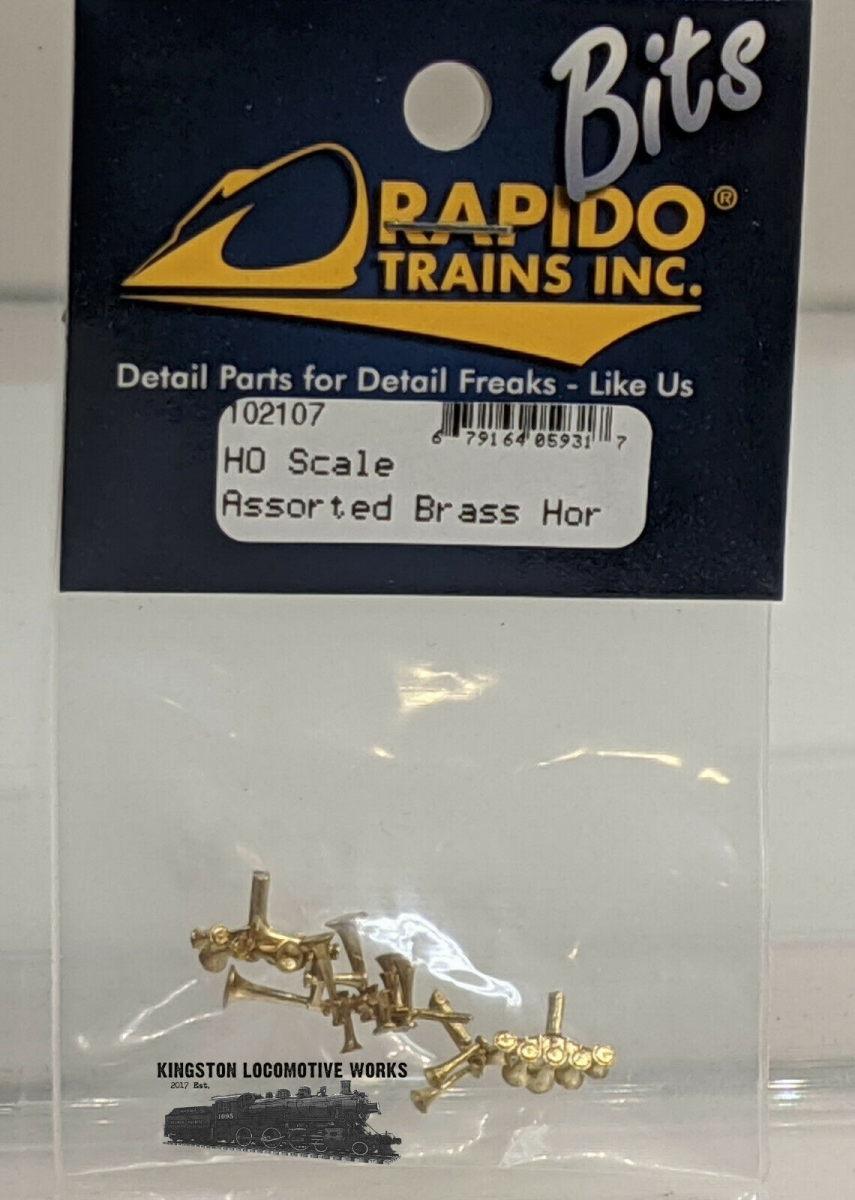 Bits
RAPIDO®
TRAINS INC.
Detail Parts for Detail Freaks - Like Us
102107
6 79164 05931 7
HO Scale
Assorted Brass Hor
KINGSTON LOCOMOTIVE WORKS
2017 Est.
1095